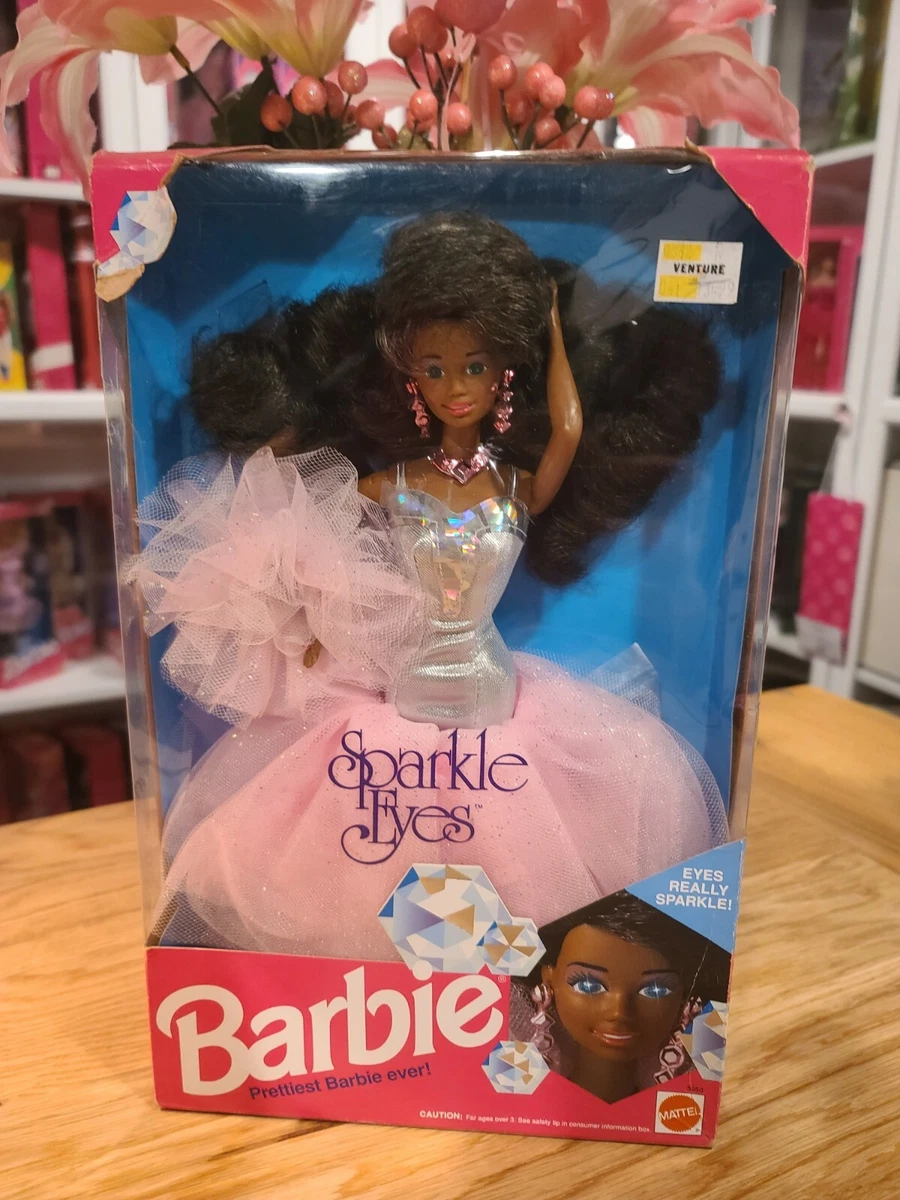 VENTURE
Sparkle
Eyes™
EYES
REALLY
SPARKLE!
Barbie®
Prettiest Barbie ever!
CAUTION: For ages over 3. See safety tip in consumer information box.
MATTEL